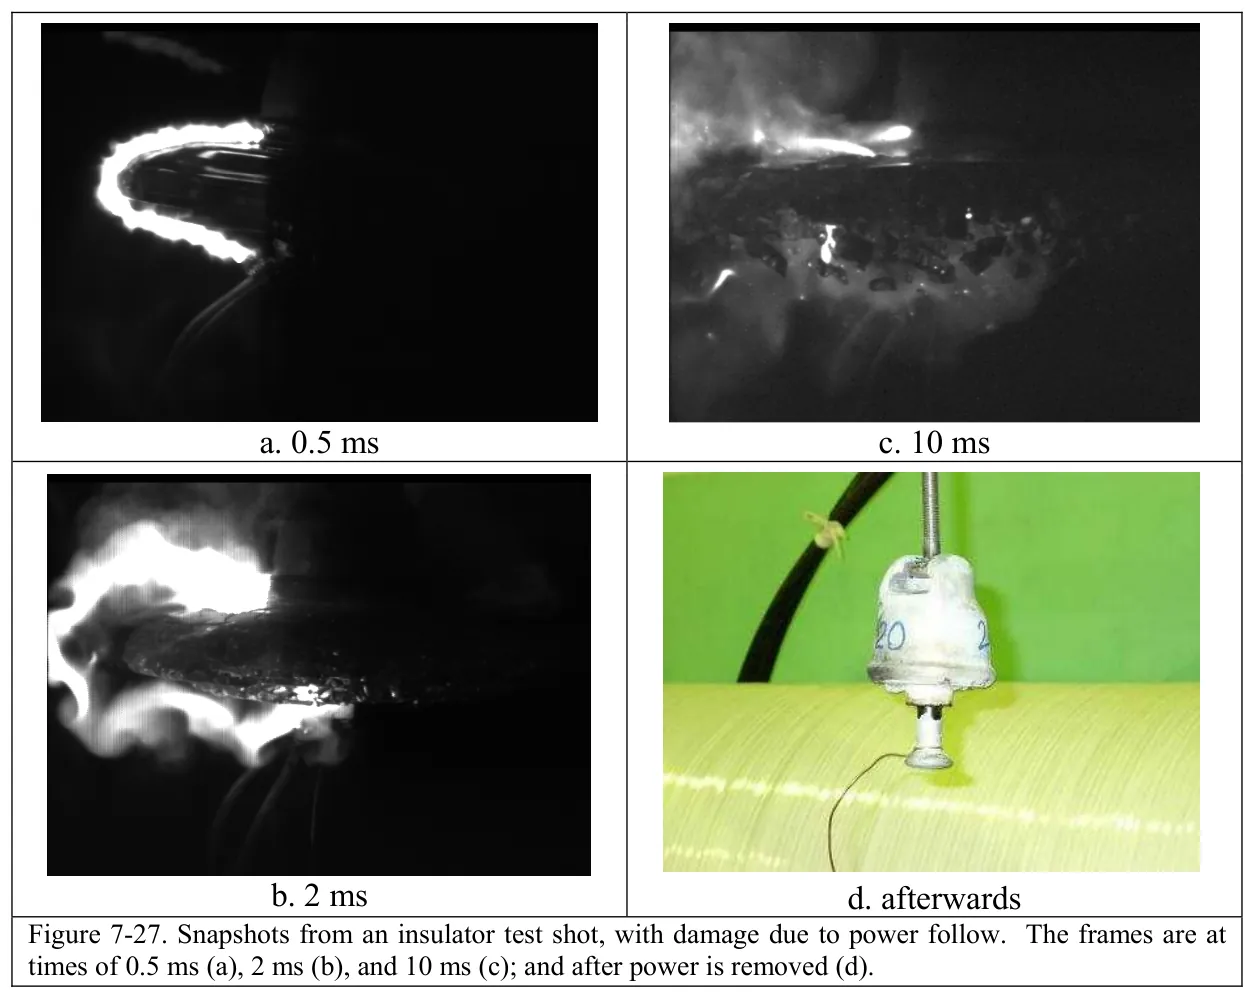 a. 0.5 ms
c. 10 ms
20
2
b. 2 ms
d. afterwards
Figure 7-27. Snapshots from an insulator test shot, with damage due to power follow. The frames are at
times of 0.5 ms (a), 2 ms (b), and 10 ms (c); and after power is removed (d).